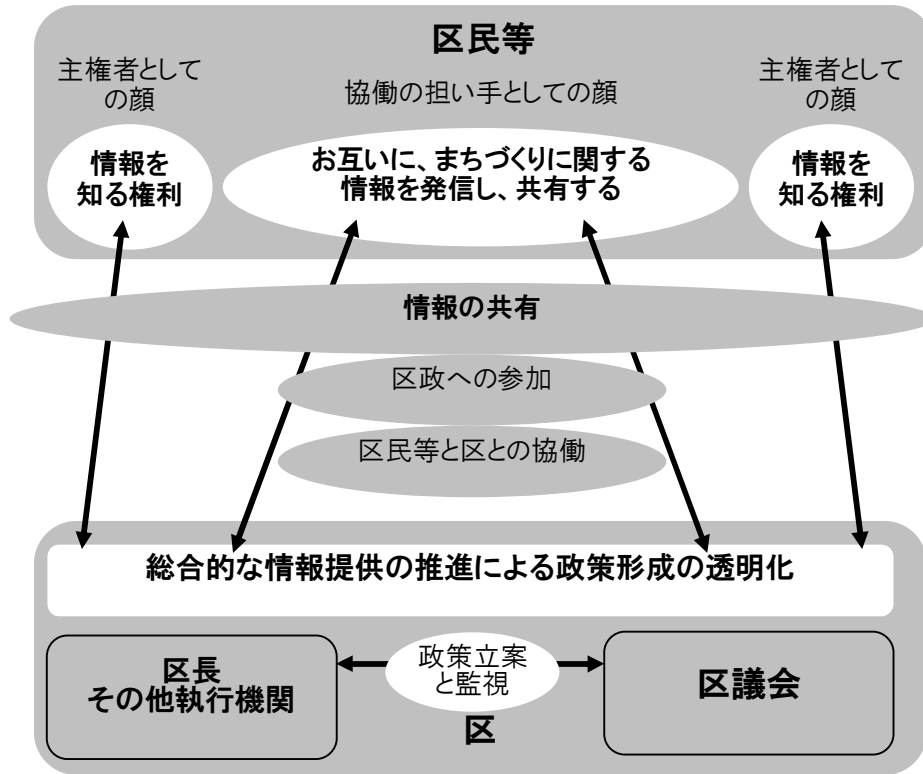 区民等
主権者として
の顔
協働の担い手としての顔
主権者として
の顔
情報を
知る権利
お互いに、まちづくりに関する
情報を発信し、共有する
情報を
知る権利
情報の共有
区政への参加
区民等と区との協働
総合的な情報提供の推進による政策形成の透明化
区長
その他執行機関
政策立案
と監視
区議会
区